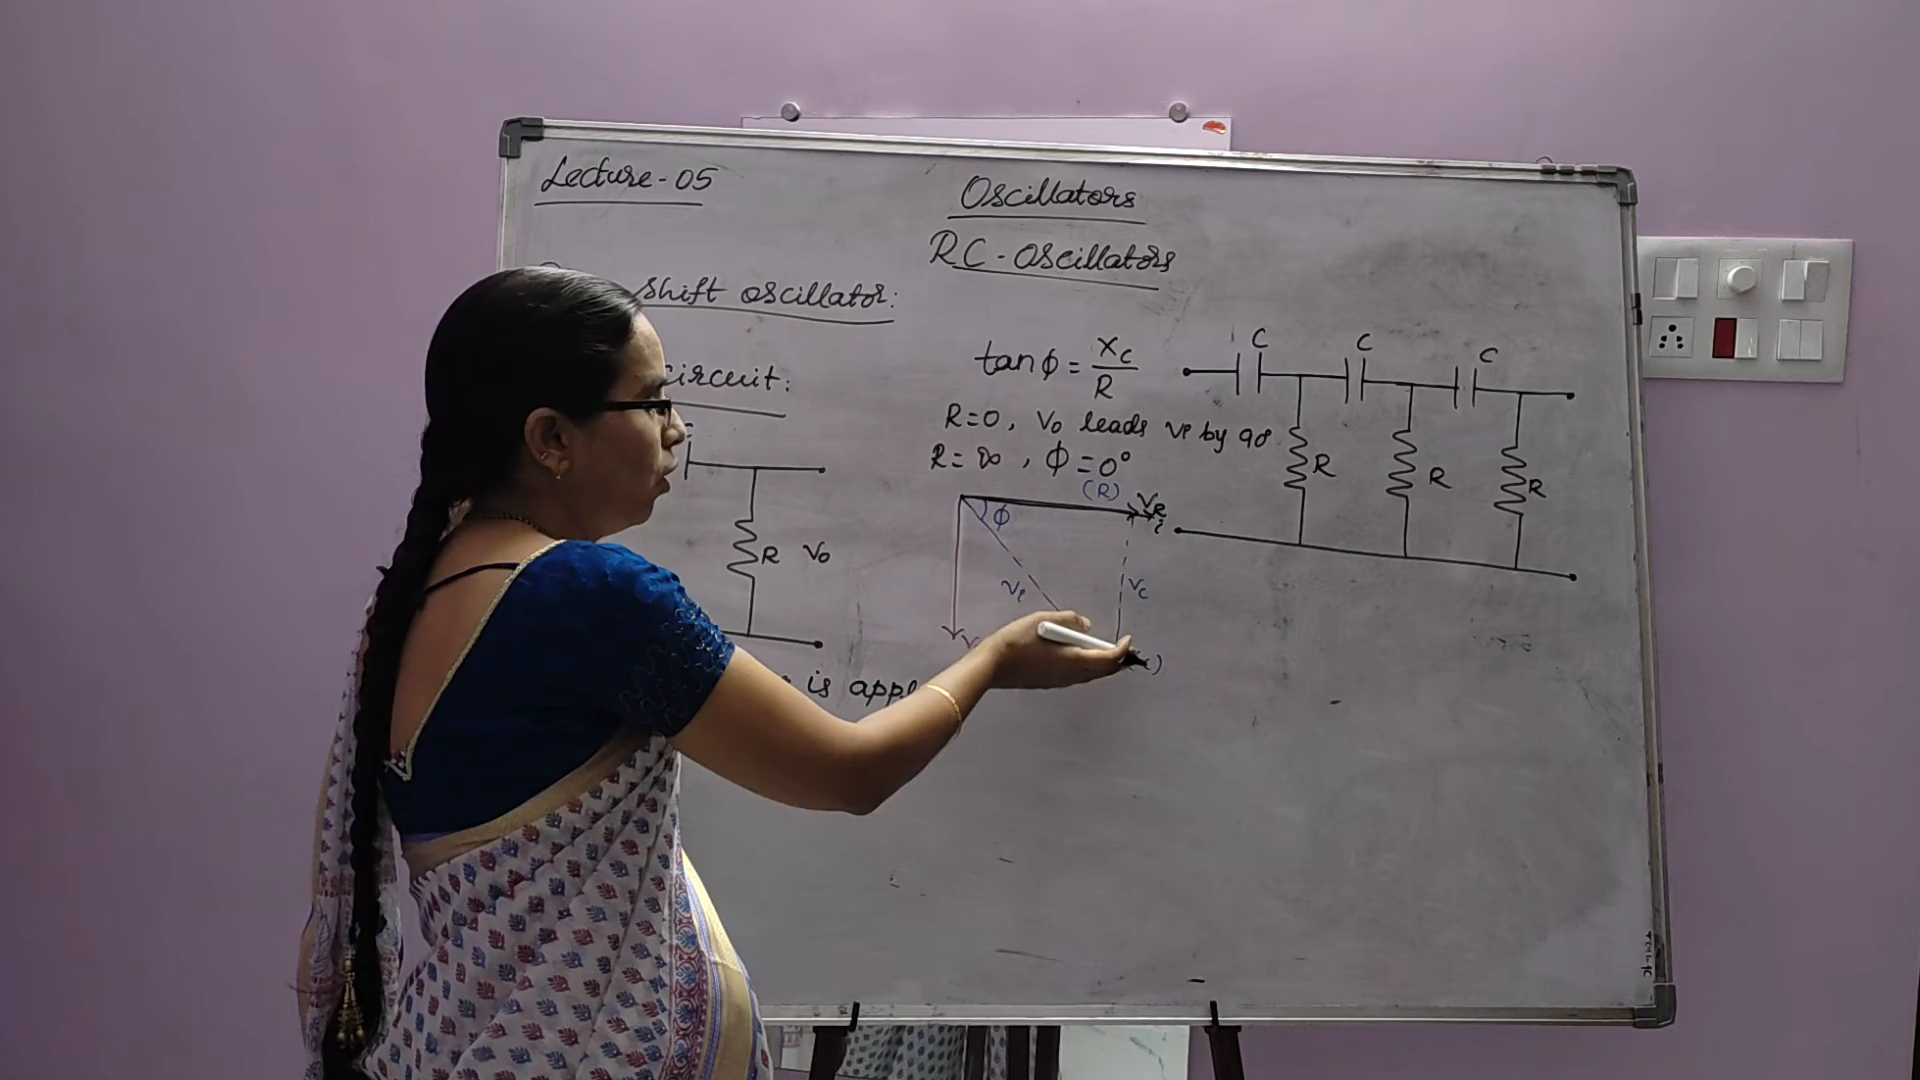 Lecture-05
Oscillators
RC-Oscillators
shift oscillator:
circuit:
tanϕ = Xc/R
R=0, Vo leads vi by 90°
R=∞, ϕ=0°
C
C
C
R
R
R
R Vo
(R)
VR
i
ϕ
Vi
Vc
is appl